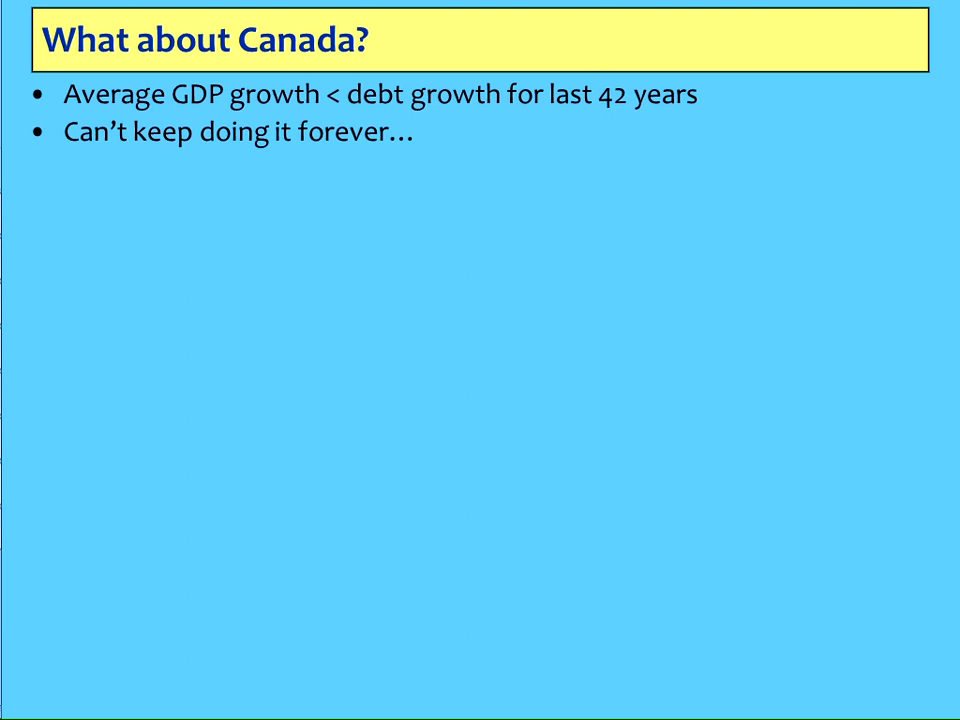 What about Canada?
• Average GDP growth < debt growth for last 42 years
• Can’t keep doing it forever…